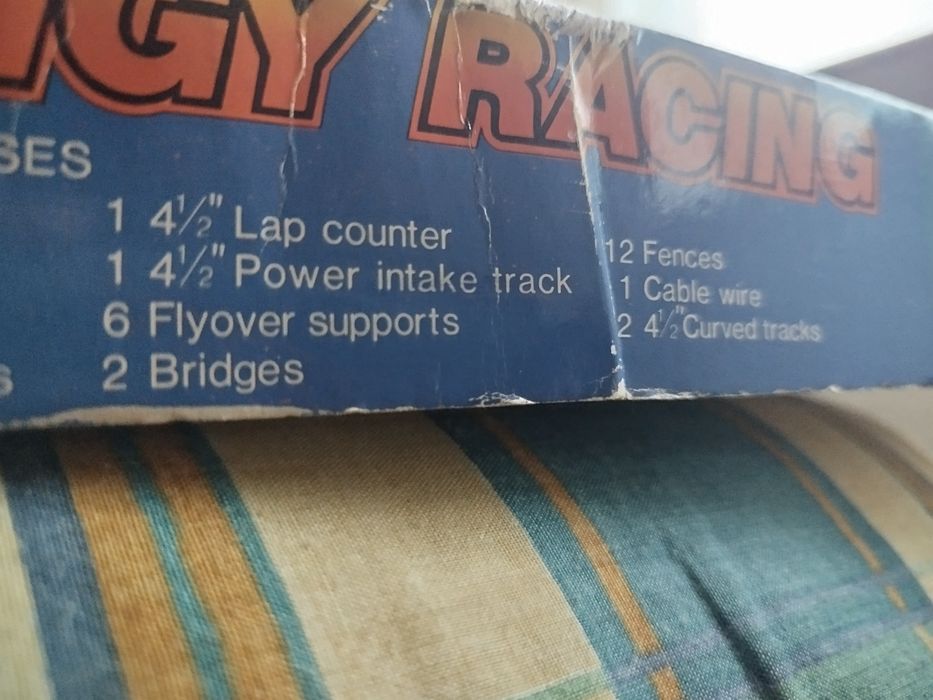 GY RACING
SES
1 4½" Lap counter
1 4½" Power intake track
6 Flyover supports
2 Bridges
12 Fences
1 Cable wire
2 4½" Curved tracks